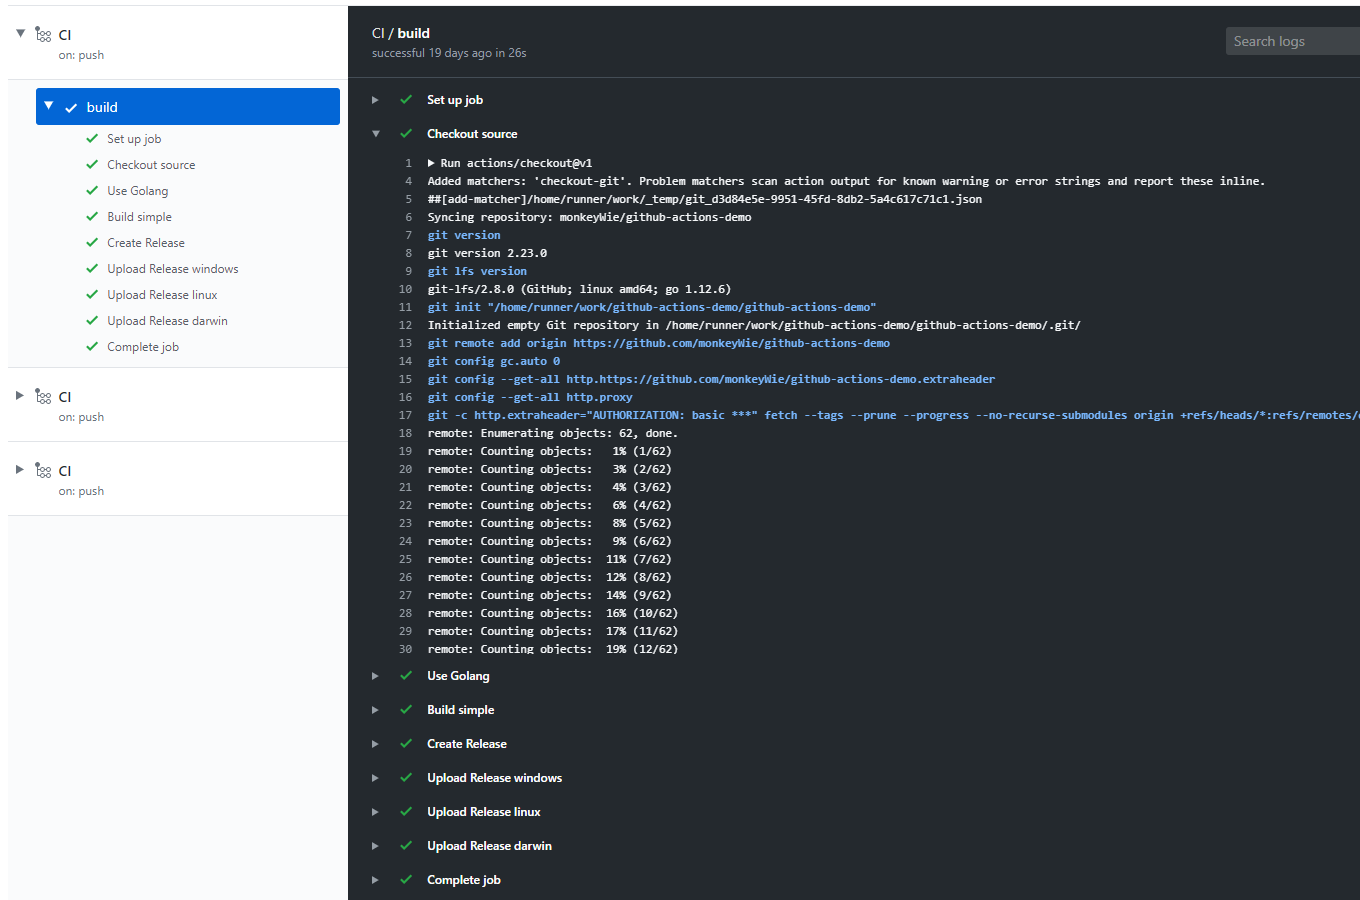 CI
on: push
build
Set up job
Checkout source
Use Golang
Build simple
Create Release
Upload Release windows
Upload Release linux
Upload Release darwin
Complete job
CI
on: push
CI
on: push
CI / build
successful 19 days ago in 26s
Search logs
Set up job
Checkout source
1 Run actions/checkout@v1
4 Added matchers: 'checkout-git'. Problem matchers scan action output for known warning or error strings and report these inline.
5 ##[add-matcher]/home/runner/work/_temp/git_d3d84e5e-9951-45fd-8db2-5a4c617c71c1.json
6 Syncing repository: monkeyWie/github-actions-demo
7 git version
8 git version 2.23.0
9 git lfs version
10 git-lfs/2.8.0 (GitHub; linux amd64; go 1.12.6)
11 git init "/home/runner/work/github-actions-demo/github-actions-demo"
12 Initialized empty Git repository in /home/runner/work/github-actions-demo/github-actions-demo/.git/
13 git remote add origin https://github.com/monkeyWie/github-actions-demo
14 git config gc.auto 0
15 git config --get-all http.https://github.com/monkeyWie/github-actions-demo.extraheader
16 git config --get-all http.proxy
17 git -c http.extraheader="AUTHORIZATION: basic ***" fetch --tags --prune --progress --no-recurse-submodules origin +refs/heads/*:refs/remotes/
18 remote: Enumerating objects: 62, done.
19 remote: Counting objects: 1% (1/62)
20 remote: Counting objects: 3% (2/62)
21 remote: Counting objects: 4% (3/62)
22 remote: Counting objects: 6% (4/62)
23 remote: Counting objects: 8% (5/62)
24 remote: Counting objects: 9% (6/62)
25 remote: Counting objects: 11% (7/62)
26 remote: Counting objects: 12% (8/62)
27 remote: Counting objects: 14% (9/62)
28 remote: Counting objects: 16% (10/62)
29 remote: Counting objects: 17% (11/62)
30 remote: Counting objects: 19% (12/62)
Use Golang
Build simple
Create Release
Upload Release windows
Upload Release linux
Upload Release darwin
Complete job